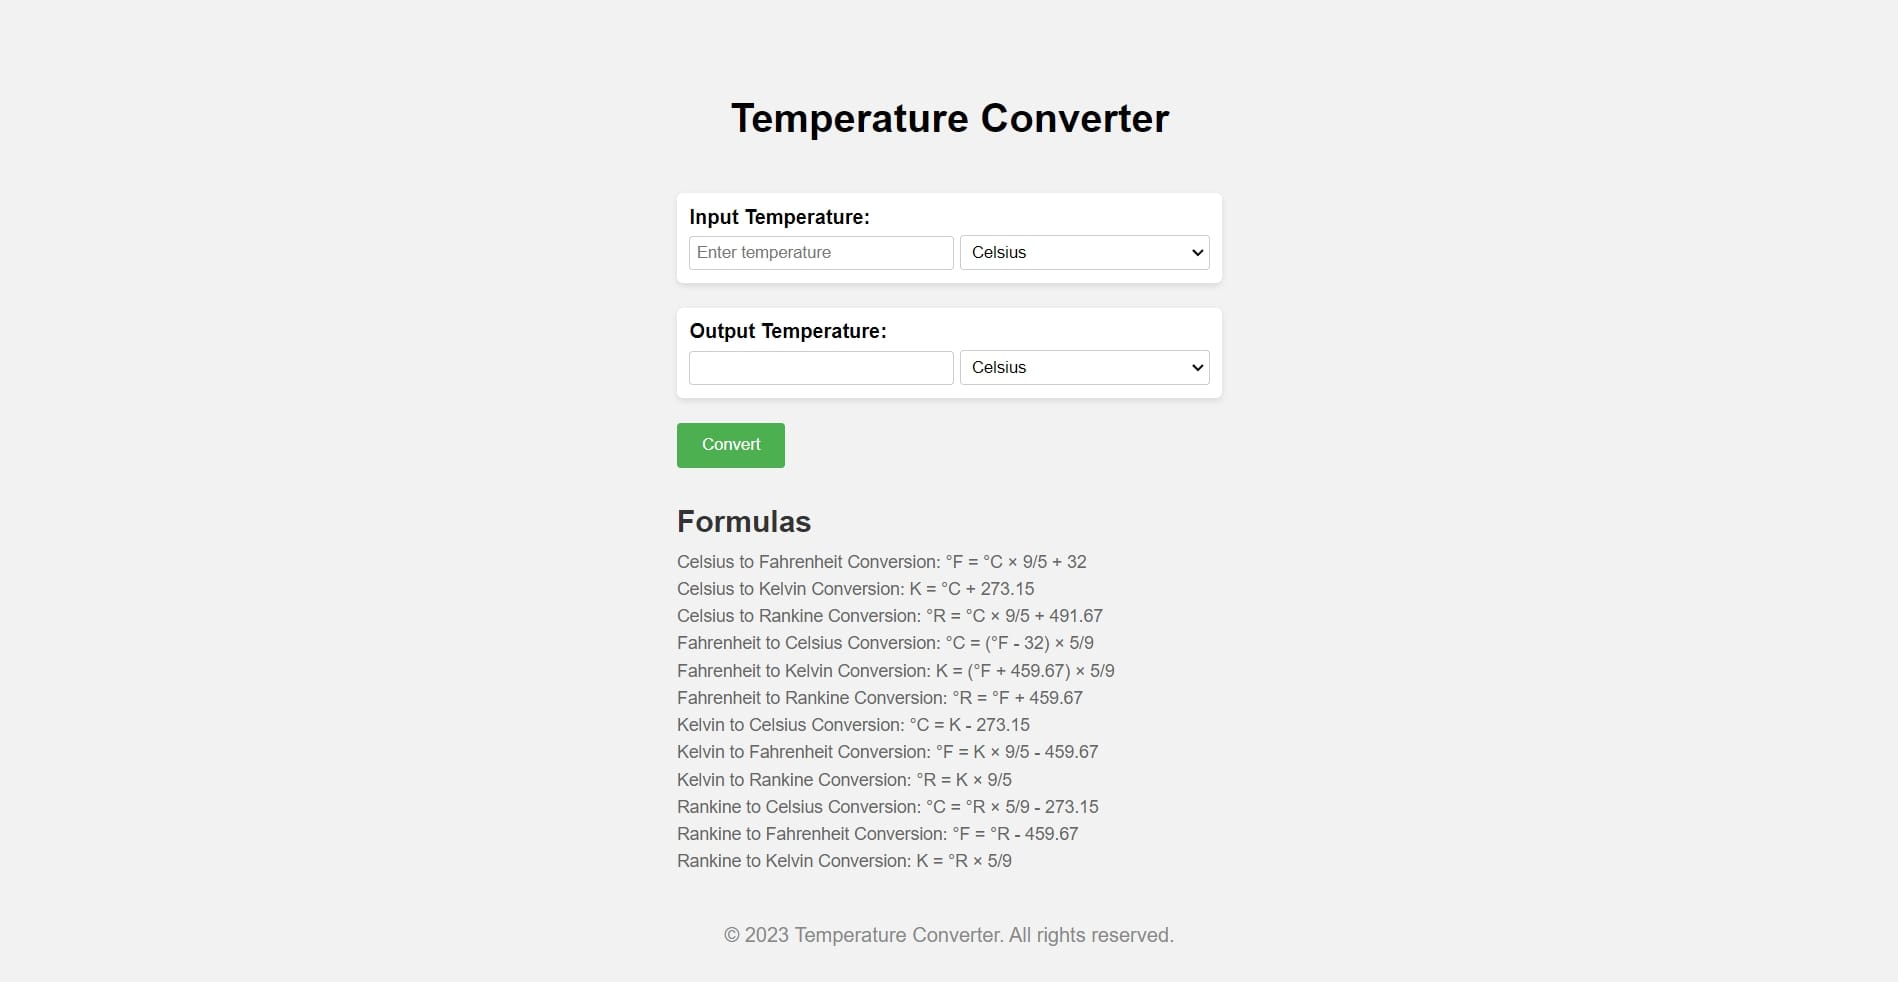 Temperature Converter
Input Temperature:
Enter temperature Celsius
Output Temperature:
Celsius
Convert
Formulas
Celsius to Fahrenheit Conversion: °F = °C × 9/5 + 32
Celsius to Kelvin Conversion: K = °C + 273.15
Celsius to Rankine Conversion: °R = °C × 9/5 + 491.67
Fahrenheit to Celsius Conversion: °C = (°F - 32) × 5/9
Fahrenheit to Kelvin Conversion: K = (°F + 459.67) × 5/9
Fahrenheit to Rankine Conversion: °R = °F + 459.67
Kelvin to Celsius Conversion: °C = K - 273.15
Kelvin to Fahrenheit Conversion: °F = K × 9/5 - 459.67
Kelvin to Rankine Conversion: °R = K × 9/5
Rankine to Celsius Conversion: °C = °R × 5/9 - 273.15
Rankine to Fahrenheit Conversion: °F = °R - 459.67
Rankine to Kelvin Conversion: K = °R × 5/9
© 2023 Temperature Converter. All rights reserved.